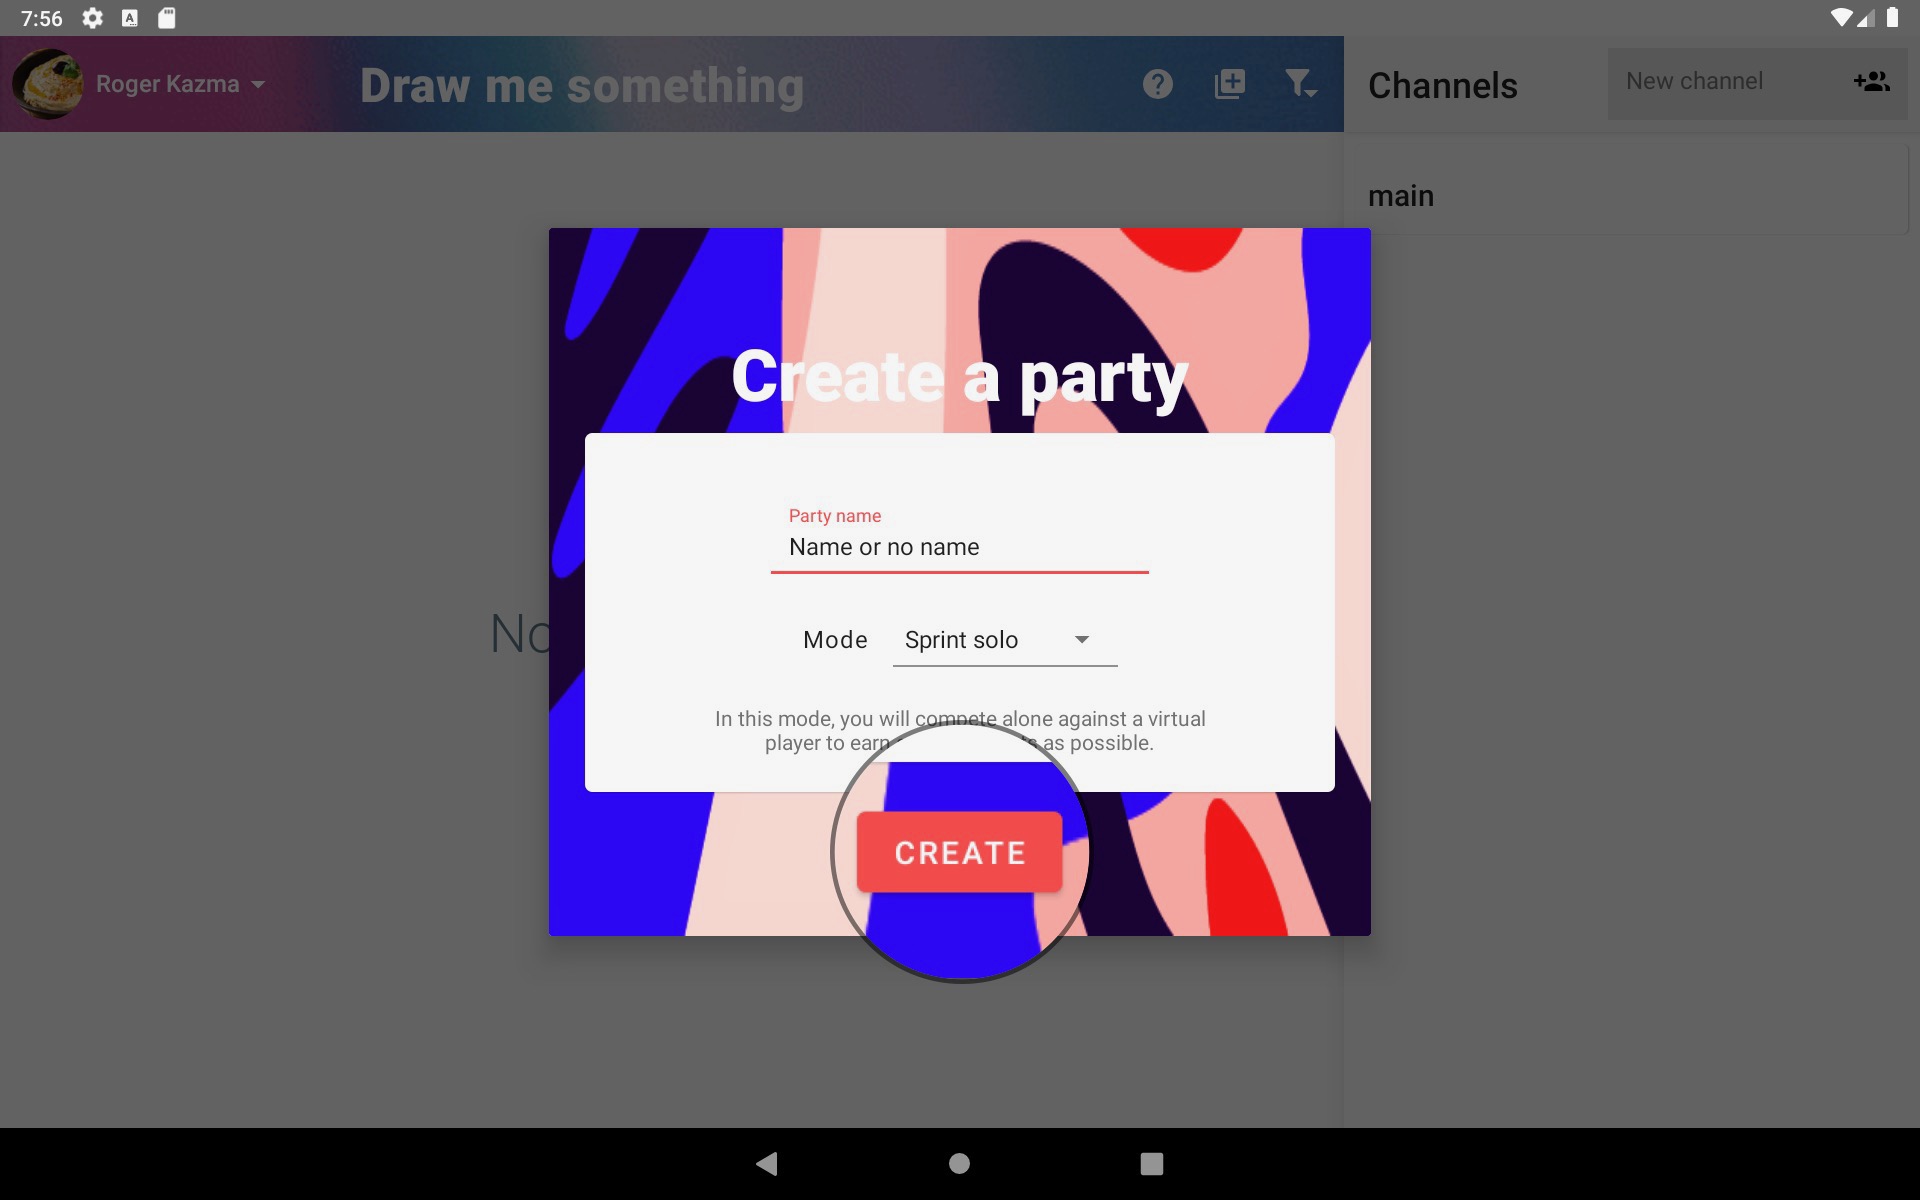 7:56
Roger Kazma
Draw me something
Channels
New channel
main
Create a party
No
Party name
Name or no name
Mode Sprint solo
In this mode, you will compete alone against a virtual
player to earn as possible.
CREATE